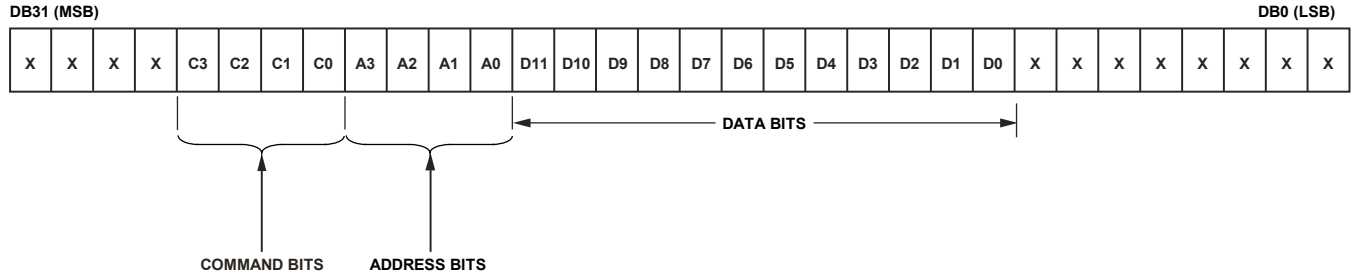 DB31 (MSB) DB0 (LSB)
X X X X C3 C2 C1 C0 A3 A2 A1 A0 D11 D10 D9 D8 D7 D6 D5 D4 D3 D2 D1 D0 X X X X X X X X
DATA BITS
COMMAND BITS ADDRESS BITS